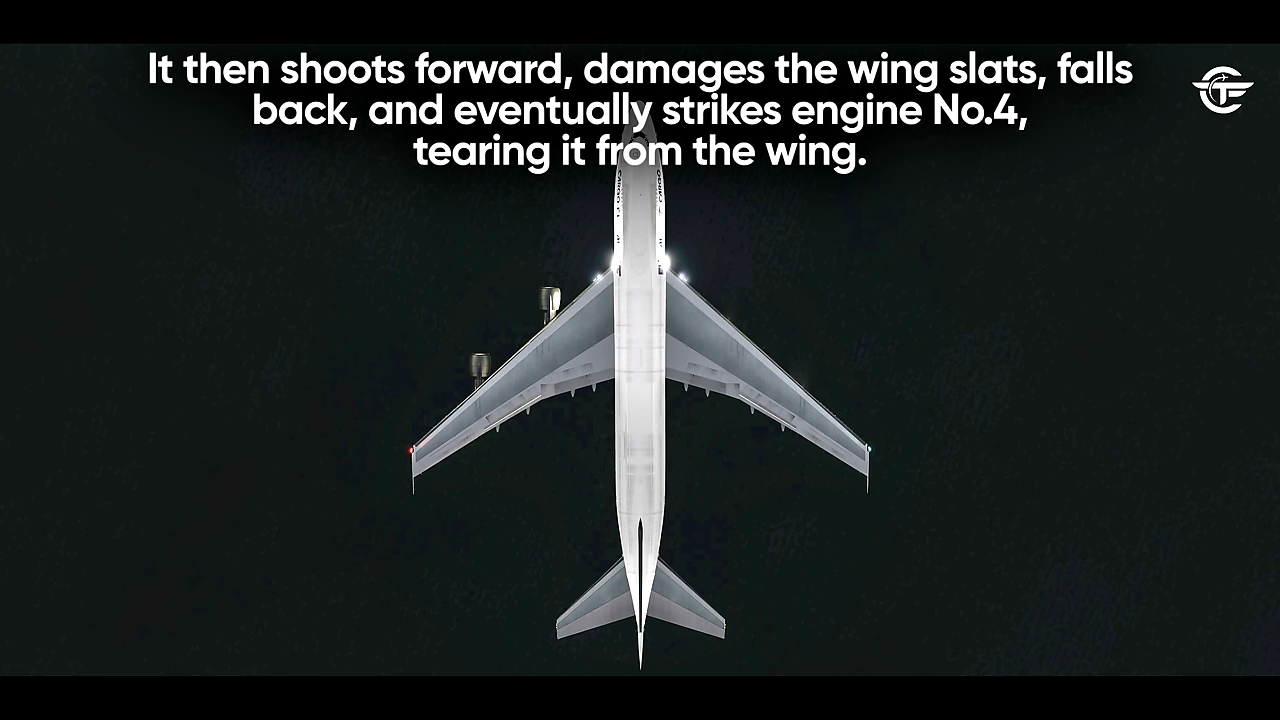 It then shoots forward, damages the wing slats, falls
back, and eventually strikes engine No.4,
tearing it from the wing.
CARGO